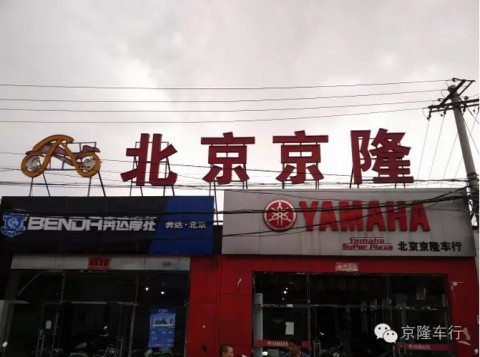 北京京隆
BENDA奔达摩托
奔达·北京
YAMAHA
Yamaha
Super Plaza
北京京隆车行
京隆车行